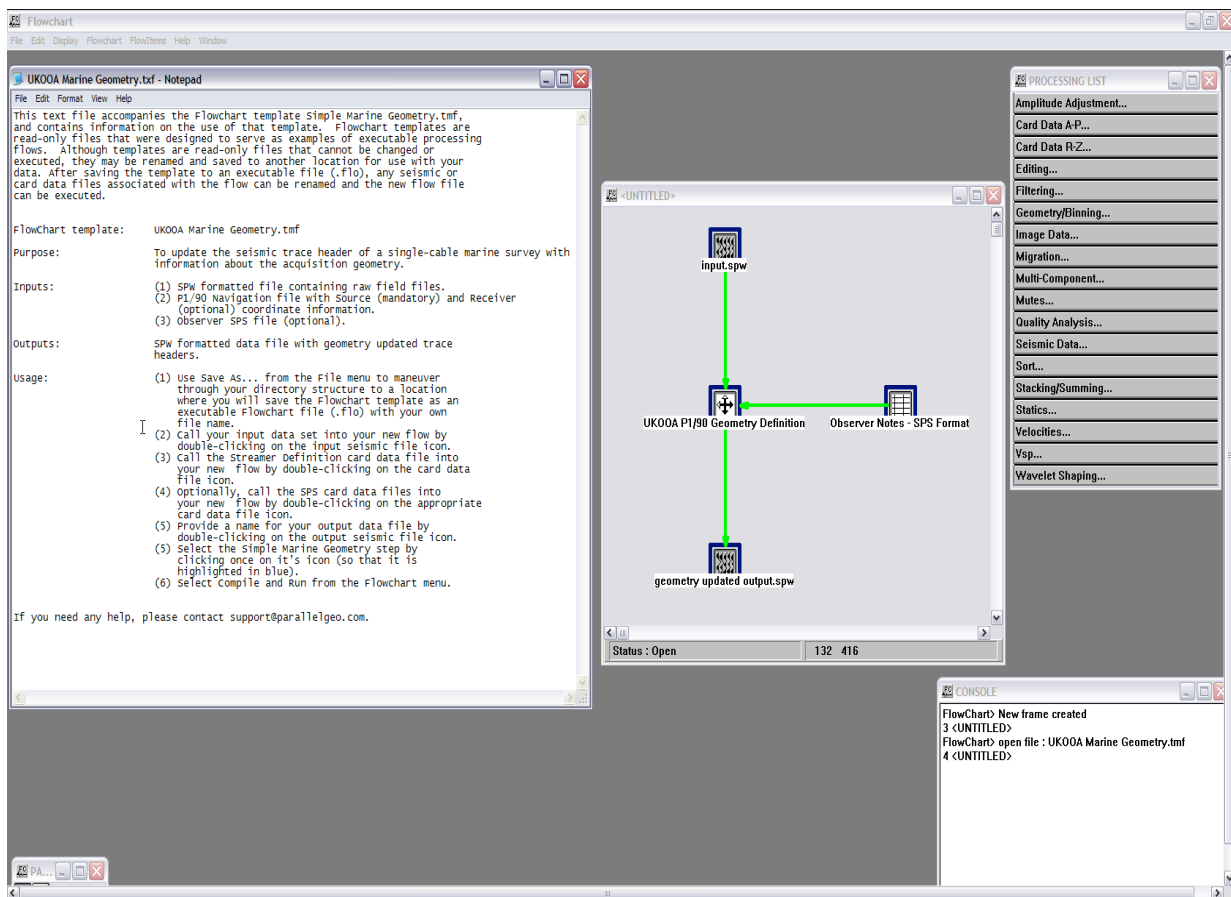 Flowchart
File Edit Display Flowchart FlowItems Help Window
UKOOA Marine Geometry.txf - Notepad
File Edit Format View Help
This text file accompanies the Flowchart template Simple Marine Geometry.tmf,
and contains information on the use of that template. Flowchart templates are
read-only files that were designed to serve as examples of executable processing
flows. Although templates are read-only files that cannot be changed or
executed, they may be renamed and saved to another location for use with your
data. After saving the template to an executable file (.flo), any seismic or
card data files associated with the flow can be renamed and the new flow file
can be executed.
FlowChart template: UKOOA Marine Geometry.tmf
Purpose: To update the seismic trace header of a single-cable marine survey with
information about the acquisition geometry.
Inputs: (1) SPW formatted file containing raw field files.
(2) P1/90 Navigation file with Source (mandatory) and Receiver
(optional) coordinate information.
(3) Observer SPS file (optional).
Outputs: SPW formatted data file with geometry updated trace
headers.
Usage: (1) Use Save As... from the File menu to maneuver
through your directory structure to a location
where you will save the Flowchart template as an
executable Flowchart file (.flo) with your own
file name.
(2) Call your input data set into your new flow by
double-clicking on the input seismic file icon.
(3) Call the Streamer Definition card data file into
your new flow by double-clicking on the card data
file icon.
(4) Optionally, call the SPS card data files into
your new flow by double-clicking on the appropriate
card data file icon.
(5) Provide a name for your output data file by
double-clicking on the output seismic file icon.
(5) Select the Simple Marine Geometry step by
clicking once on it's icon (so that it is
highlighted in blue).
(6) Select Compile and Run from the Flowchart menu.
If you need any help, please contact support@parallelgeo.com.
<UNTITLED>
input.spw
UKOOA P1/90 Geometry Definition
Observer Notes - SPS Format
geometry updated output.spw
Status : Open
132 416
PROCESSING LIST
Amplitude Adjustment...
Card Data A-P...
Card Data R-Z...
Editing...
Filtering...
Geometry/Binning...
Image Data...
Migration...
Multi-Component...
Mutes...
Quality Analysis...
Seismic Data...
Sort...
Stacking/Summing...
Statics...
Velocities...
Vsp...
Wavelet Shaping...
CONSOLE
FlowChart> New frame created
3 <UNTITLED>
FlowChart> open file : UKOOA Marine Geometry.tmf
4 <UNTITLED>
PA...